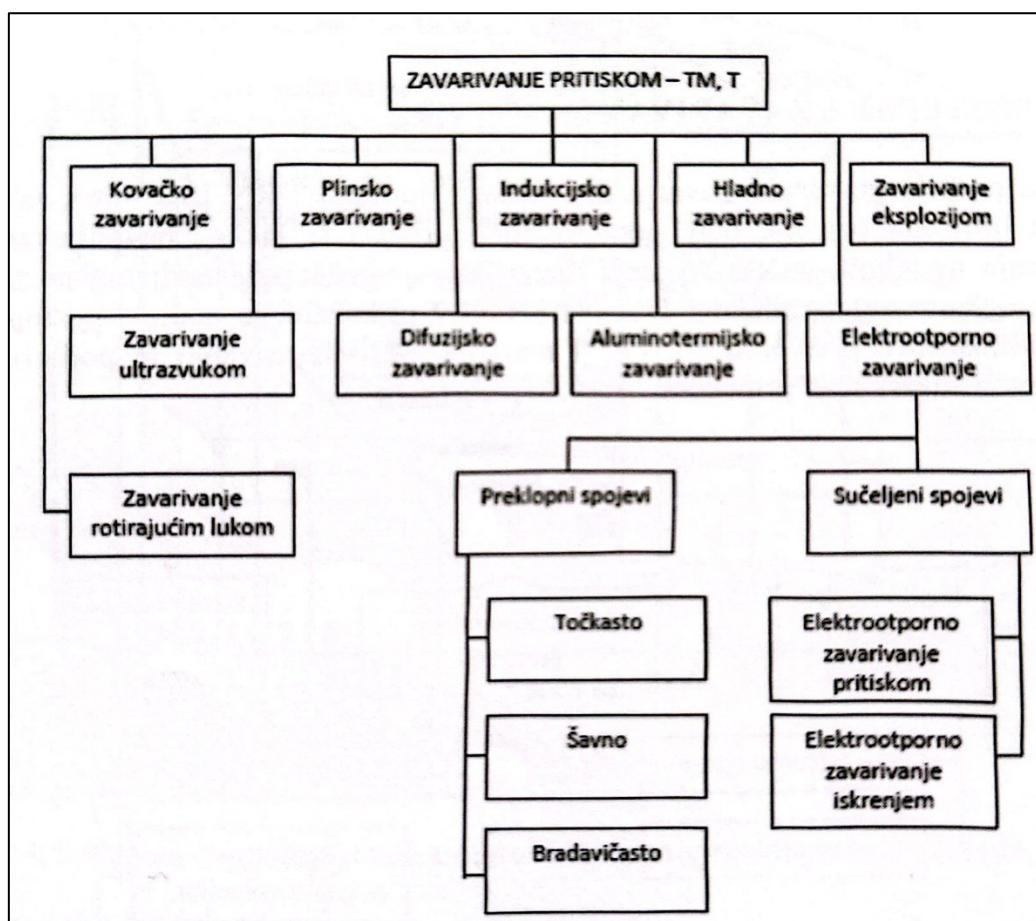 ZAVARIVANJE PRITISKOM – TM, T
Kovačko
zavarivanje
Plinsko
zavarivanje
Indukcijsko
zavarivanje
Hladno
zavarivanje
Zavarivanje
eksplozijom
Zavarivanje
ultrazvukom
Difuzijsko
zavarivanje
Aluminotermijsko
zavarivanje
Elektrootporno
zavarivanje
Zavarivanje
rotirajućim lukom
Preklopni spojevi
Sučeljeni spojevi
Točkasto
Šavno
Bradavičasto
Elektrootporno
zavarivanje
pritiskom
Elektrootporno
zavarivanje
iskrenjem